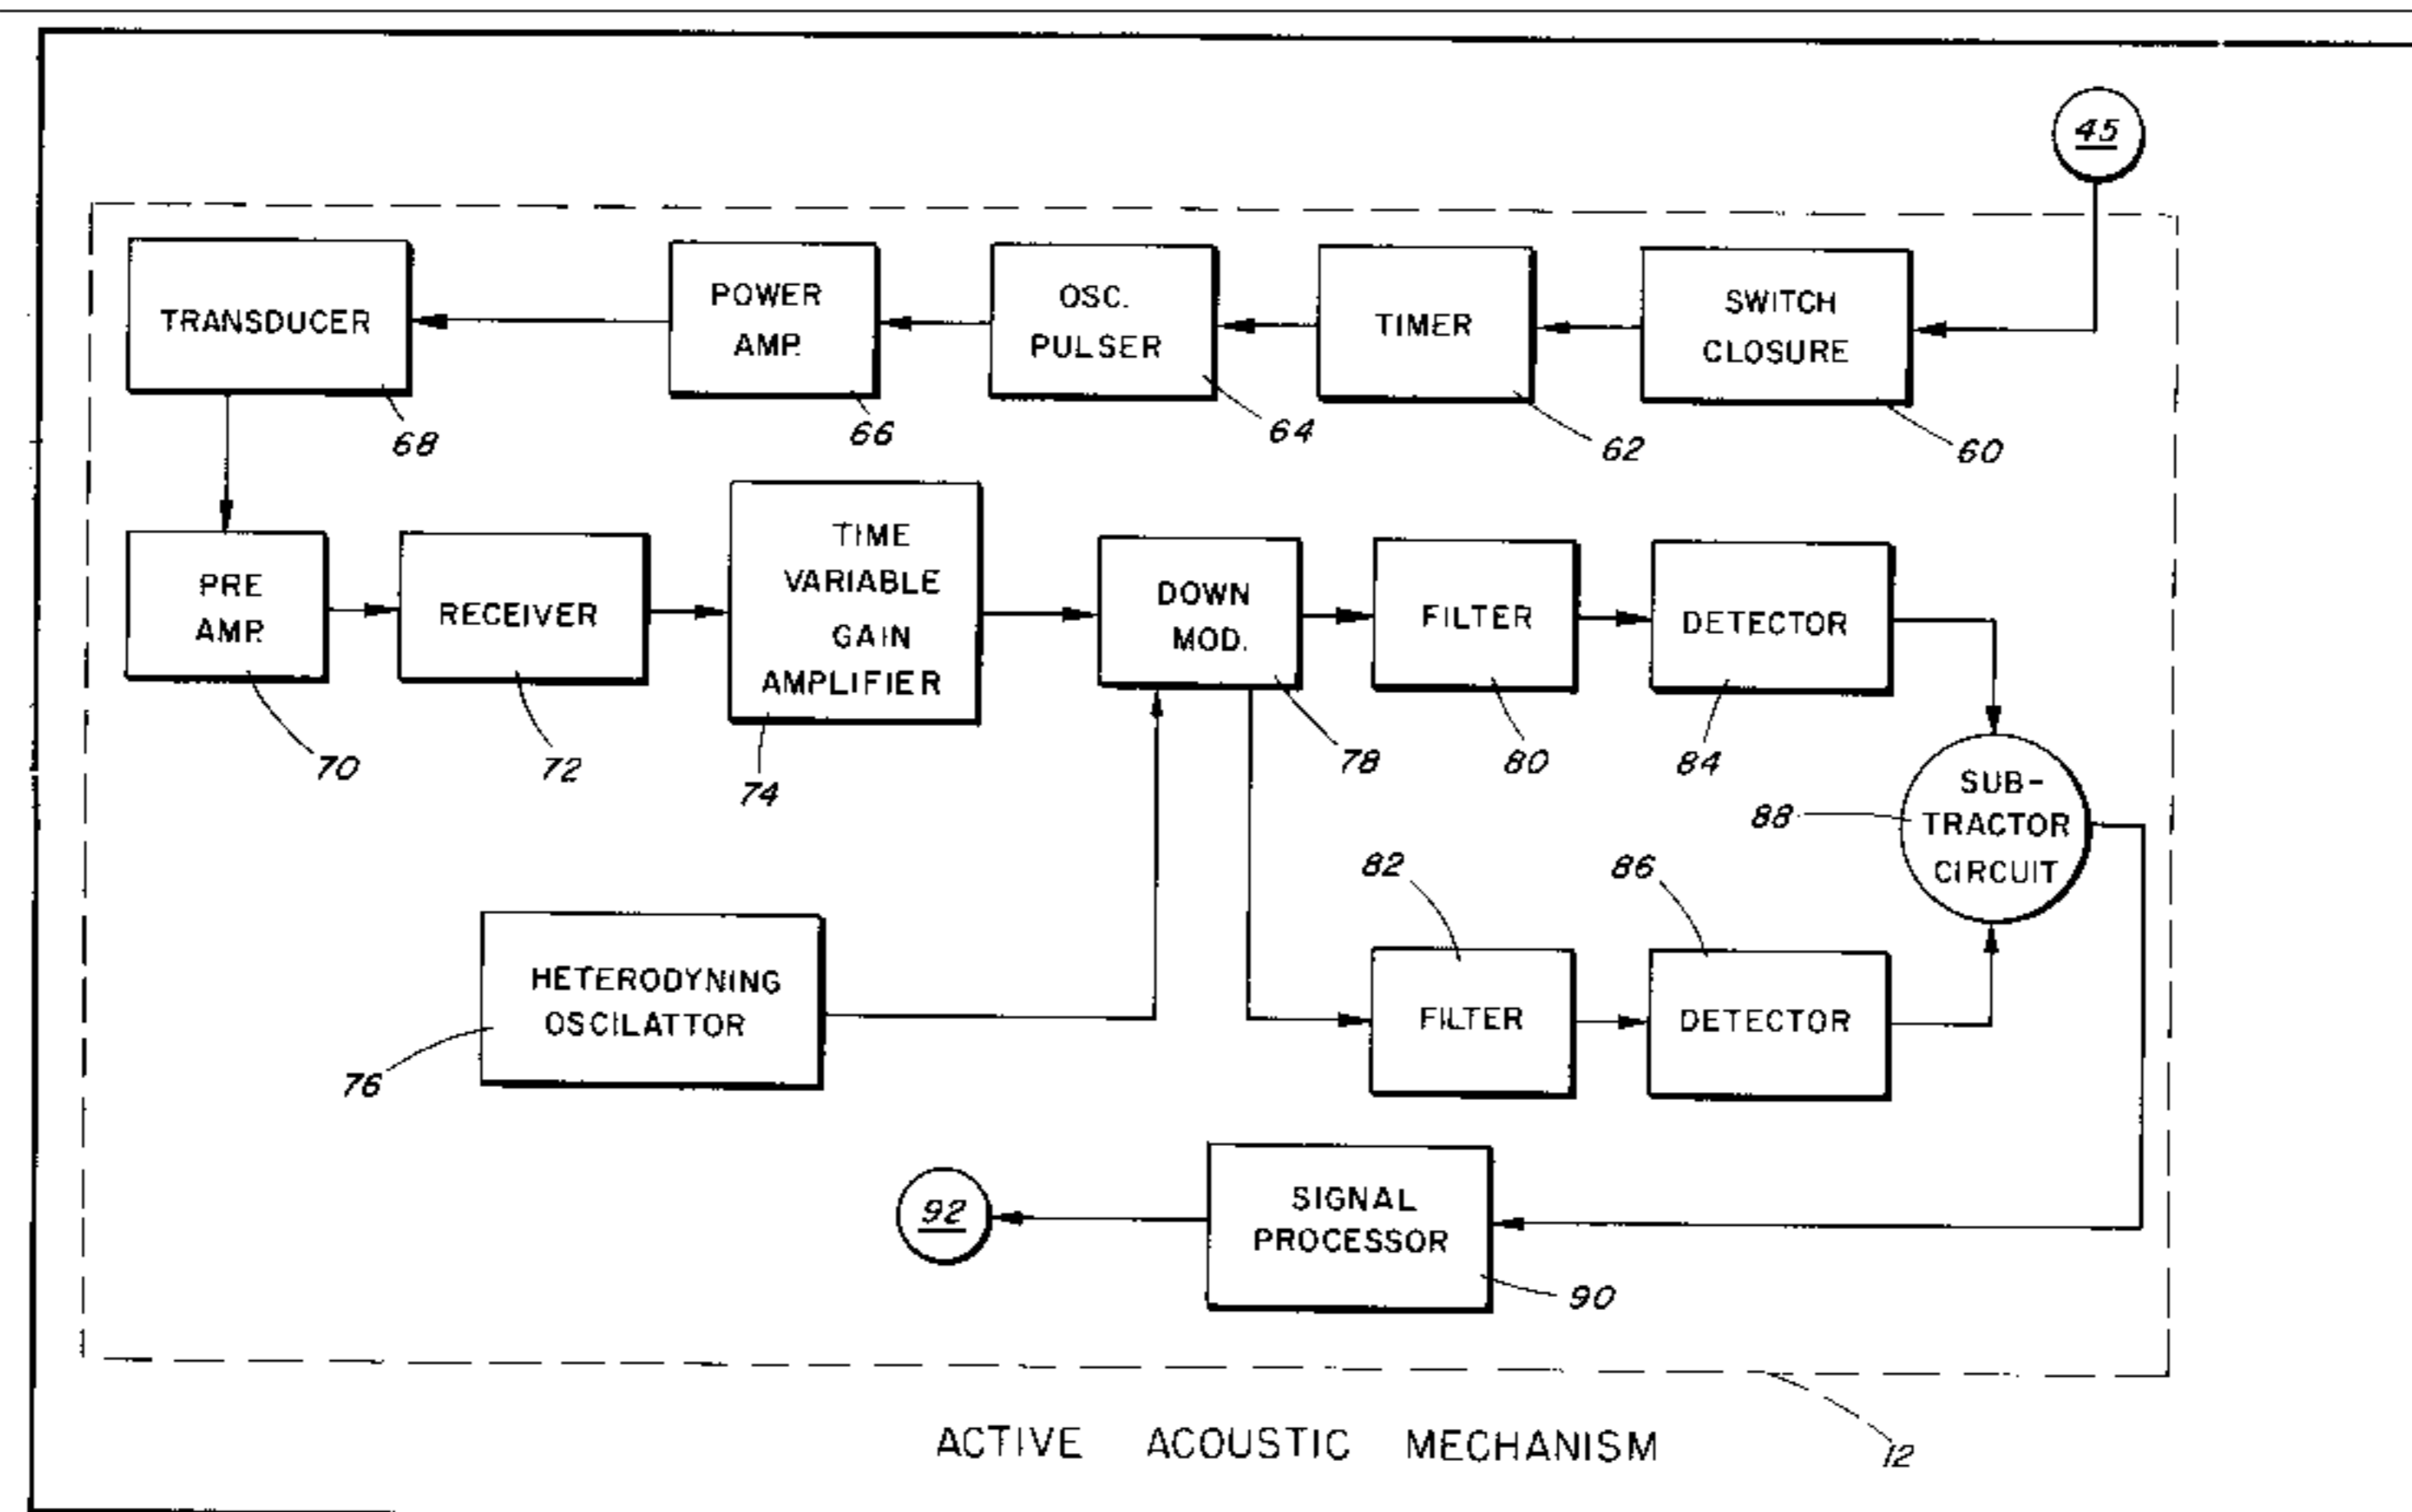 45
TRANSDUCER
POWER
AMP.
OSC.
PULSER
TIMER
SWITCH
CLOSURE
68
66
64
62
60
PRE
AMP.
RECEIVER
TIME
VARIABLE
GAIN
AMPLIFIER
DOWN
MOD.
FILTER
DETECTOR
70
72
74
78
80
84
88
SUB-
TRACTOR
CIRCUIT
82
86
HETERODYNING
OSCILATTOR
76
FILTER
DETECTOR
92
SIGNAL
PROCESSOR
90
ACTIVE ACOUSTIC MECHANISM
12